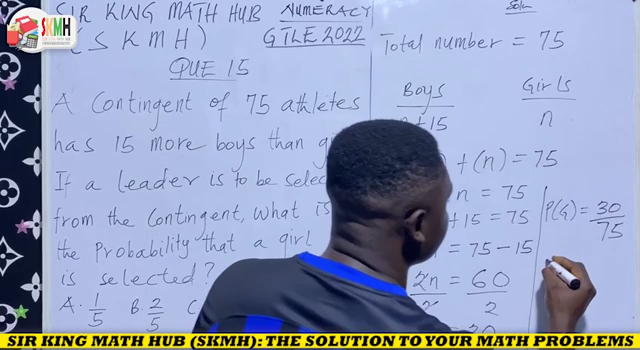 SKMH
SIR KING MATH HUB NUMERACY
(SKMH) GTLE 2022
QUE 15
A Contingent of 75 athletes
has 15 more boys than
If a leader is to be
from the Contingent, What is
the Probability that a girl
is selected?
A. 1/5 B. 2/5 C
Soln
Total number = 75
Boys Girls
n + 15 n
+ (n) = 75
n = 75
+ 15 = 75
= 75 - 15
2n = 60
2
P(G) = 30/75
SIR KING MATH HUB (SKMH): THE SOLUTION TO YOUR MATH PROBLEMS